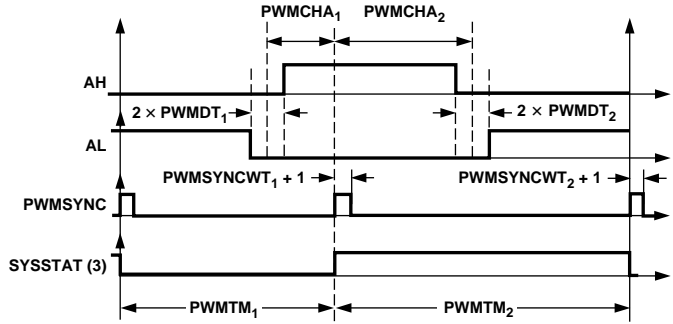 PWMCHA₁ PWMCHA₂
AH
2 × PWMDT₁ 2 × PWMDT₂
AL
PWMSYNCWT₁ + 1 PWMSYNCWT₂ + 1
PWMSYNC
SYSSTAT (3)
PWMTM₁ PWMTM₂